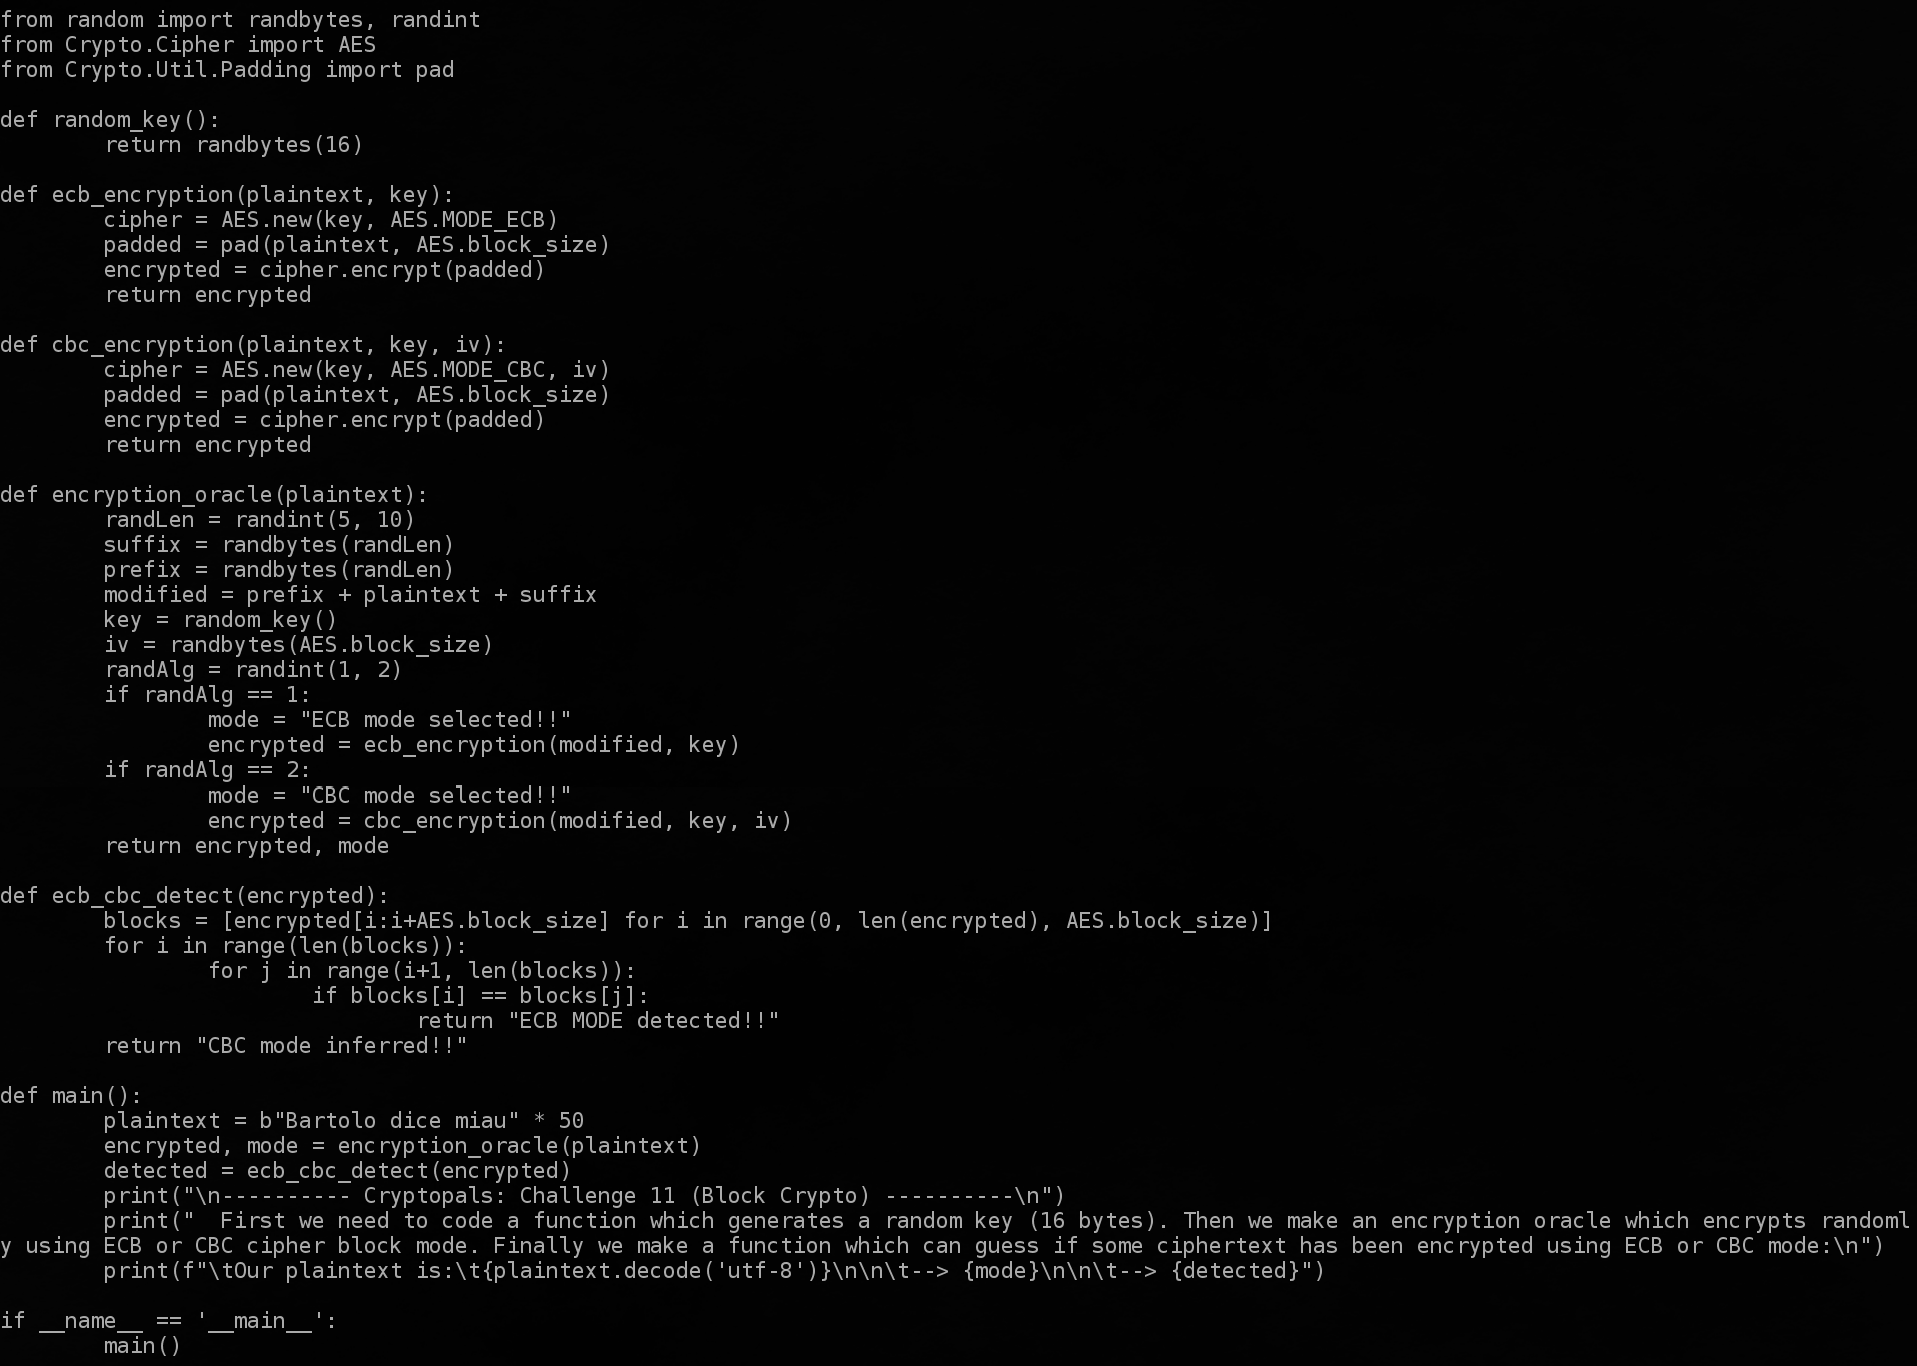 from random import randbytes, randint
from Crypto.Cipher import AES
from Crypto.Util.Padding import pad

def random_key():
        return randbytes(16)

def ecb_encryption(plaintext, key):
        cipher = AES.new(key, AES.MODE_ECB)
        padded = pad(plaintext, AES.block_size)
        encrypted = cipher.encrypt(padded)
        return encrypted

def cbc_encryption(plaintext, key, iv):
        cipher = AES.new(key, AES.MODE_CBC, iv)
        padded = pad(plaintext, AES.block_size)
        encrypted = cipher.encrypt(padded)
        return encrypted

def encryption_oracle(plaintext):
        randLen = randint(5, 10)
        suffix = randbytes(randLen)
        prefix = randbytes(randLen)
        modified = prefix + plaintext + suffix
        key = random_key()
        iv = randbytes(AES.block_size)
        randAlg = randint(1, 2)
        if randAlg == 1:
                mode = "ECB mode selected!!"
                encrypted = ecb_encryption(modified, key)
        if randAlg == 2:
                mode = "CBC mode selected!!"
                encrypted = cbc_encryption(modified, key, iv)
        return encrypted, mode

def ecb_cbc_detect(encrypted):
        blocks = [encrypted[i:i+AES.block_size] for i in range(0, len(encrypted), AES.block_size)]
        for i in range(len(blocks)):
                for j in range(i+1, len(blocks)):
                        if blocks[i] == blocks[j]:
                                return "ECB MODE detected!!"
        return "CBC mode inferred!!"

def main():
        plaintext = b"Bartolo dice miau" * 50
        encrypted, mode = encryption_oracle(plaintext)
        detected = ecb_cbc_detect(encrypted)
        print("\n---------- Cryptopals: Challenge 11 (Block Crypto) ----------\n")
        print("  First we need to code a function which generates a random key (16 bytes). Then we make an encryption oracle which encrypts randoml
y using ECB or CBC cipher block mode. Finally we make a function which can guess if some ciphertext has been encrypted using ECB or CBC mode:\n")
        print(f"\tOur plaintext is:\t{plaintext.decode('utf-8')}\n\n\t--> {mode}\n\n\t--> {detected}")

if __name__ == '__main__':
        main()